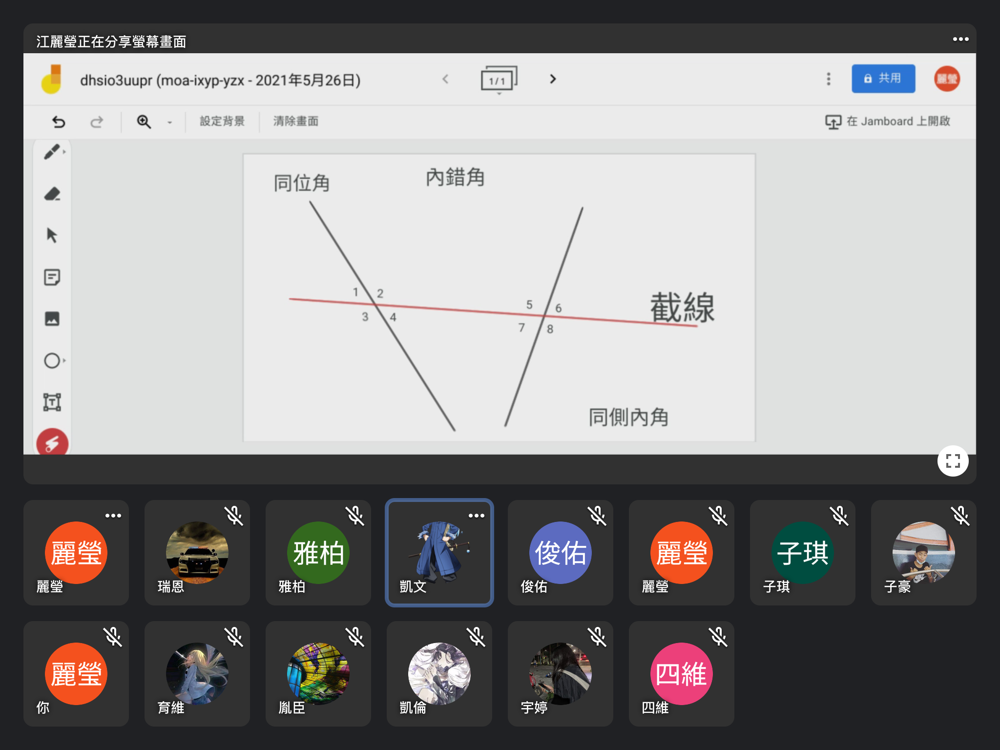 江麗瑩正在分享螢幕畫面
dhsio3uupr (moa-ixyp-yzx - 2021年5月26日)
1/1
共用
麗瑩
設定背景
清除畫面
在 Jamboard 上開啟
同位角
內錯角
1
2
3
4
5
6
7
8
截線
同側內角
麗瑩
麗瑩
瑞恩
雅柏
雅柏
凱文
俊佑
俊佑
麗瑩
麗瑩
子琪
子琪
子豪
麗瑩
你
育維
胤臣
凱倫
宇婷
四維
四維